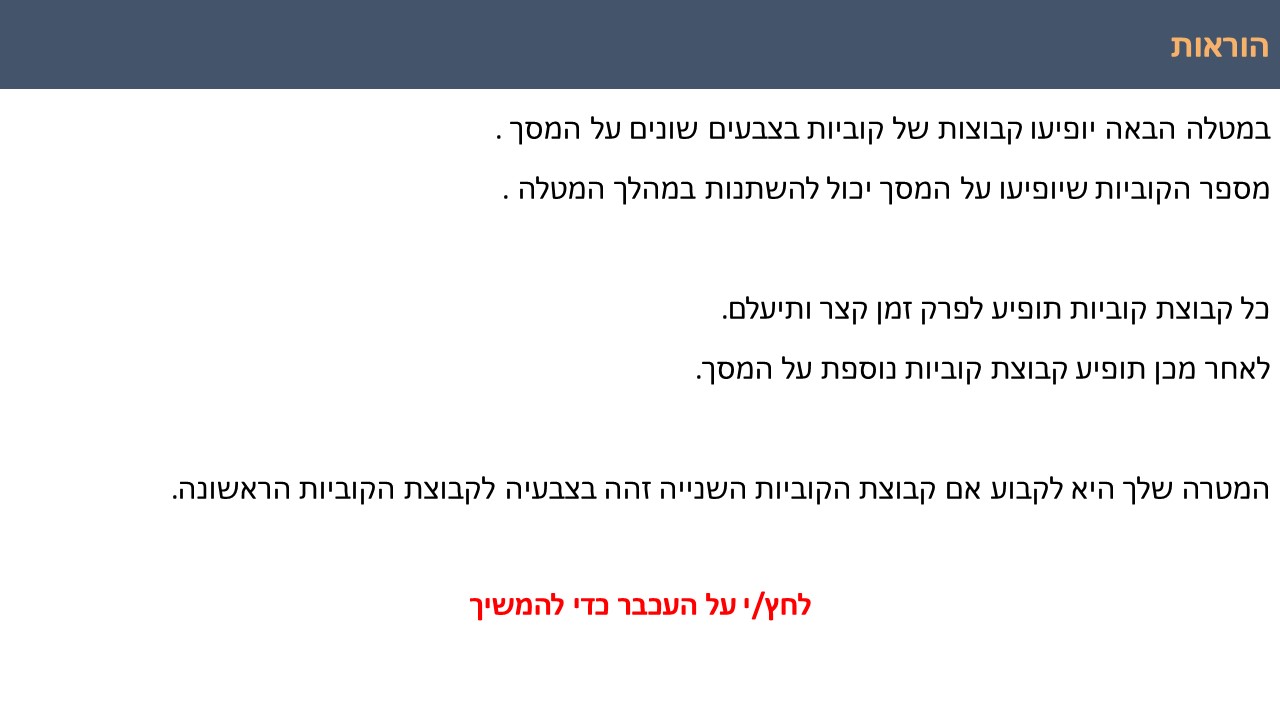 הוראות
במטלה הבאה יופיעו קבוצות של קוביות בצבעים שונים על המסך .
מספר הקוביות שיופיעו על המסך יכול להשתנות במהלך המטלה .
כל קבוצת קוביות תופיע לפרק זמן קצר ותיעלם.
לאחר מכן תופיע קבוצת קוביות נוספת על המסך.
המטרה שלך היא לקבוע אם קבוצת הקוביות השנייה זהה בצבעיה לקבוצת הקוביות הראשונה.
לחץ/י על העכבר כדי להמשיך